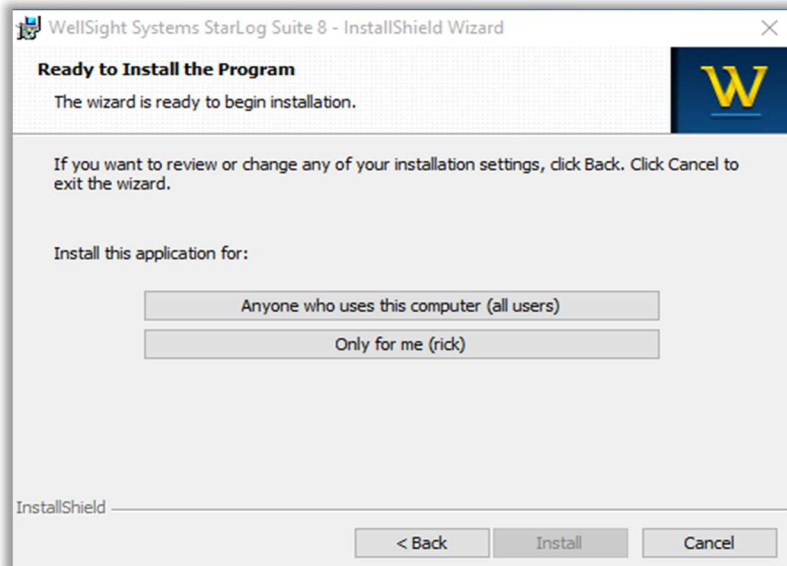 WellSight Systems StarLog Suite 8 - InstallShield Wizard
Ready to Install the Program
The wizard is ready to begin installation.
W
If you want to review or change any of your installation settings, click Back. Click Cancel to
exit the wizard.
Install this application for:
Anyone who uses this computer (all users)
Only for me (rick)
InstallShield
< Back
Install
Cancel